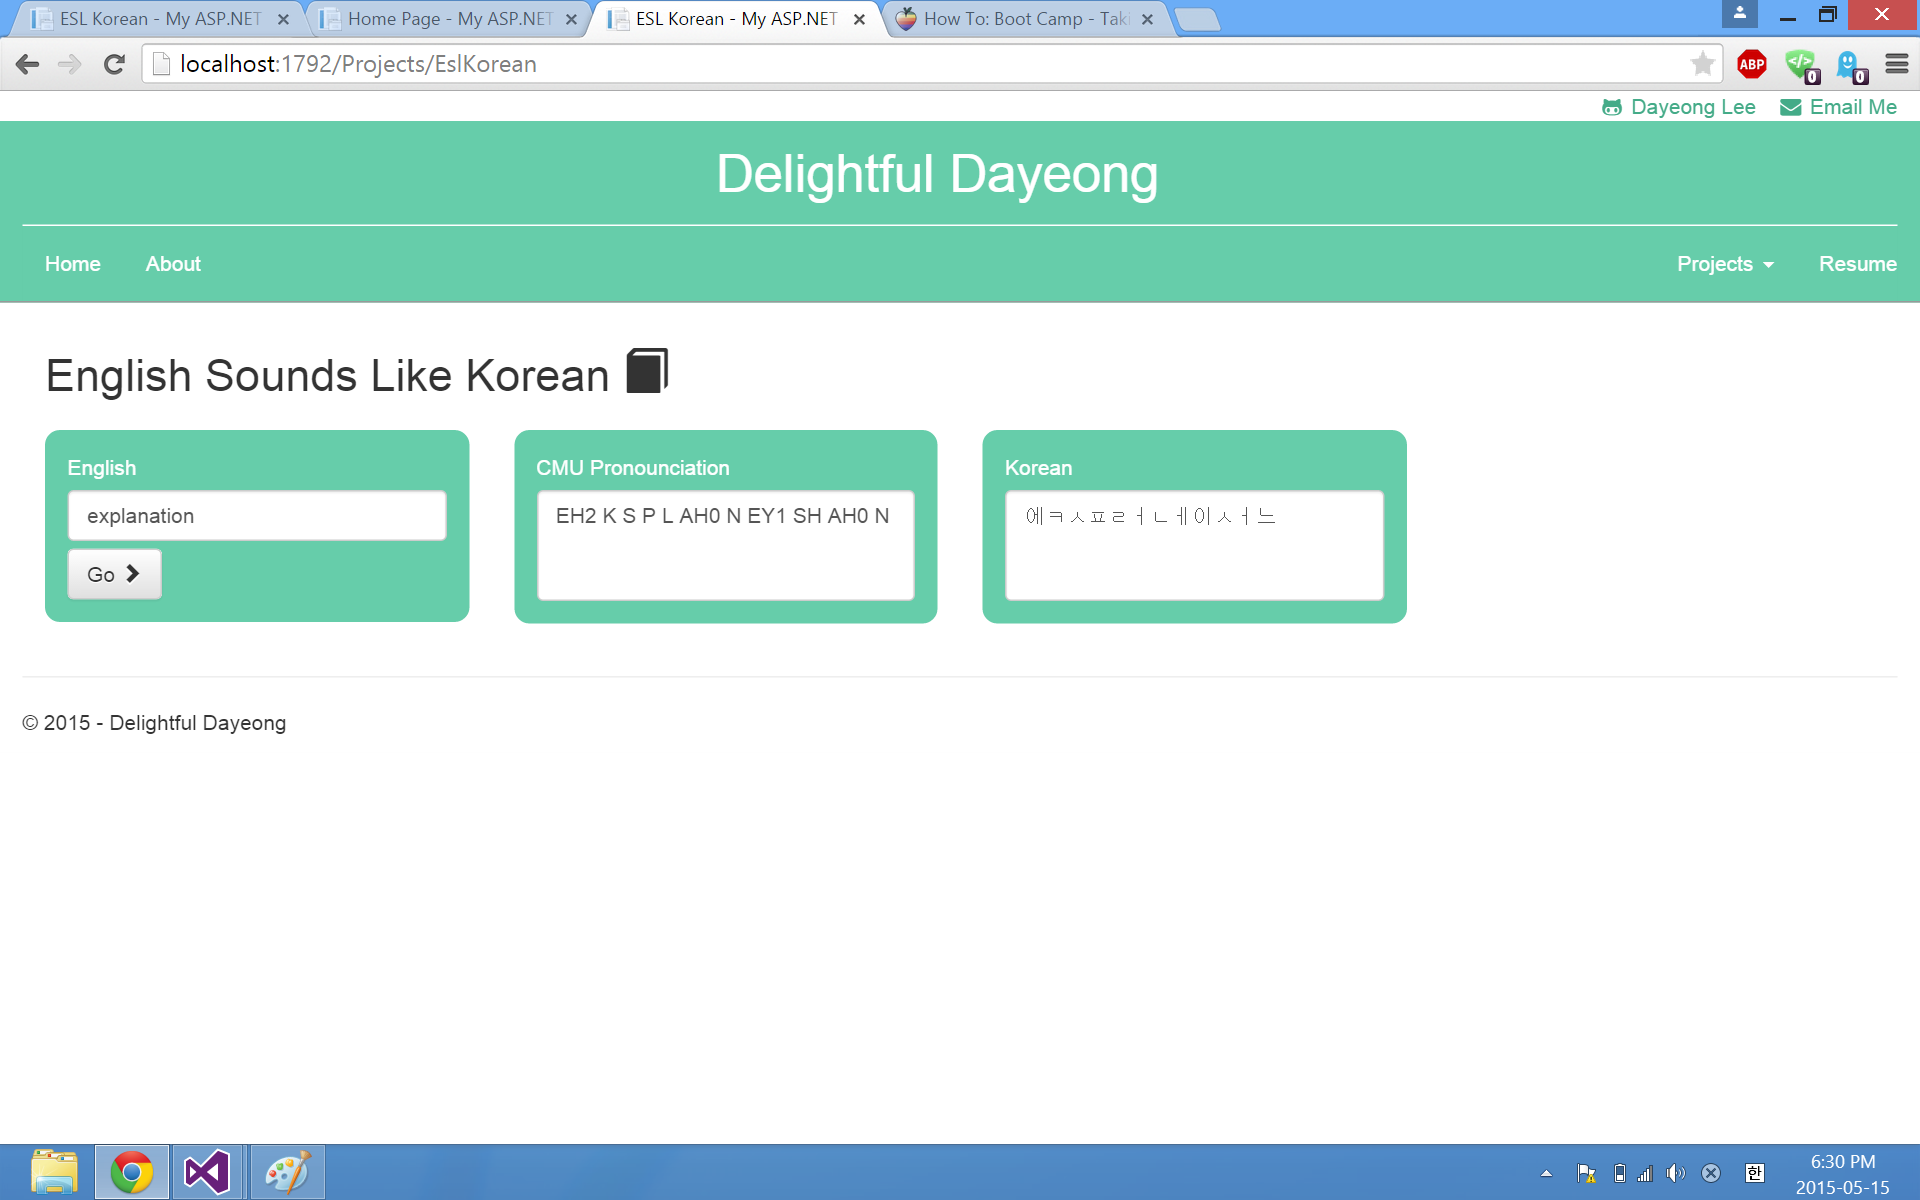 ESL Korean - My ASP.NET
Home Page - My ASP.NET
ESL Korean - My ASP.NET
How To: Boot Camp - Taki
localhost:1792/Projects/EslKorean
ABP
0
0
Dayeong Lee
Email Me
Delightful Dayeong
Home
About
Projects
Resume
English Sounds Like Korean
English
explanation
Go
CMU Pronounciation
EH2 K S P L AH0 N EY1 SH AH0 N
Korean
에ㅋㅅㅍㄹㅓㄴㅔ이ㅅㅓ느
© 2015 - Delightful Dayeong
한
6:30 PM
2015-05-15